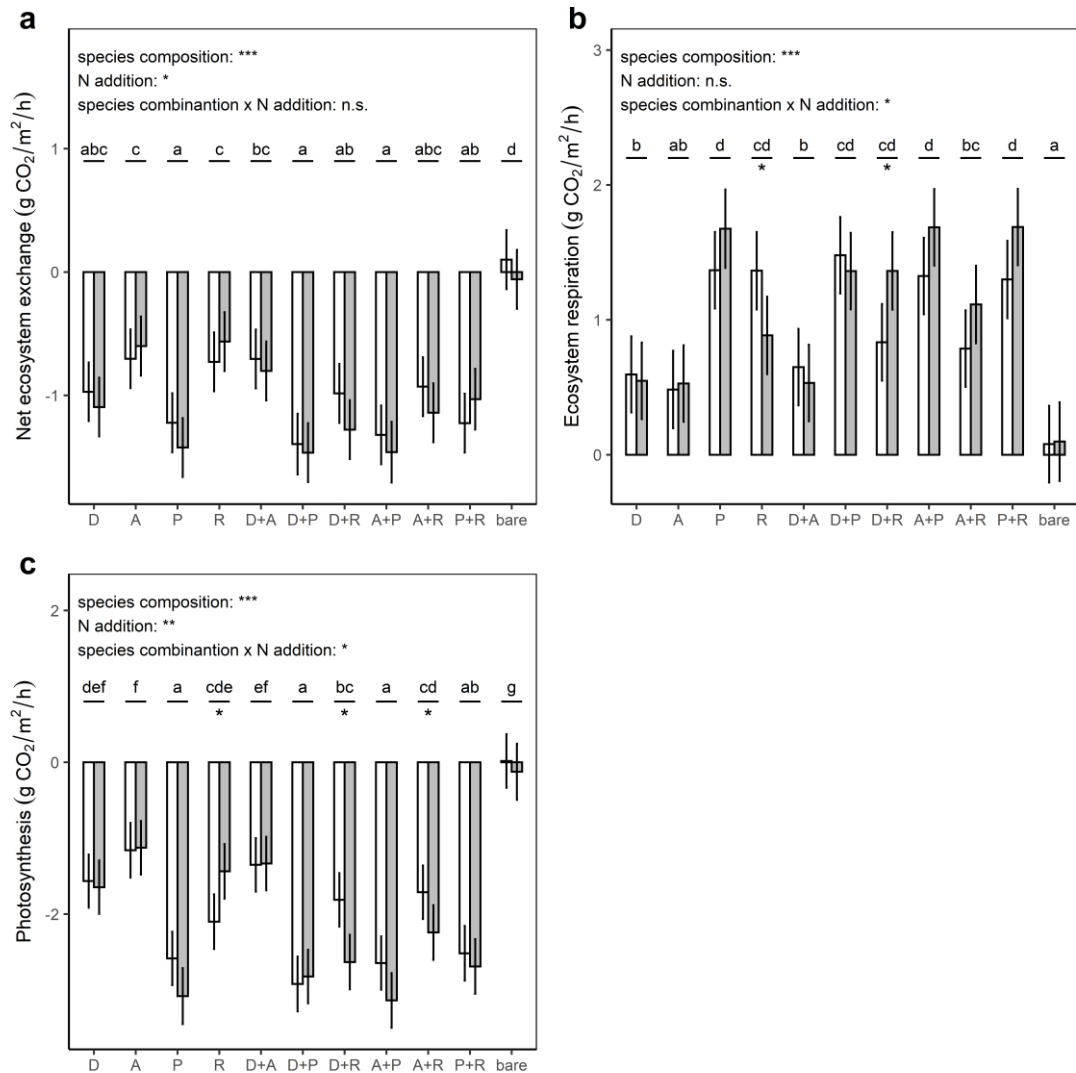 a
species composition: ***
N addition: *
species combinantion x N addition: n.s.
abc c a c bc a ab a abc ab d
1
0
-1
Net ecosystem exchange (g CO₂/m²/h)
D A P R D+A D+P D+R A+P A+R P+R bare
b
species composition: ***
N addition: n.s.
species combinantion x N addition: *
b ab d cd b cd cd d bc d a
* *
3
2
1
0
Ecosystem respiration (g CO₂/m²/h)
D A P R D+A D+P D+R A+P A+R P+R bare
c
species composition: ***
N addition: **
species combinantion x N addition: *
def f a cde ef a bc a cd ab g
* * *
2
0
-2
Photosynthesis (g CO₂/m²/h)
D A P R D+A D+P D+R A+P A+R P+R bare